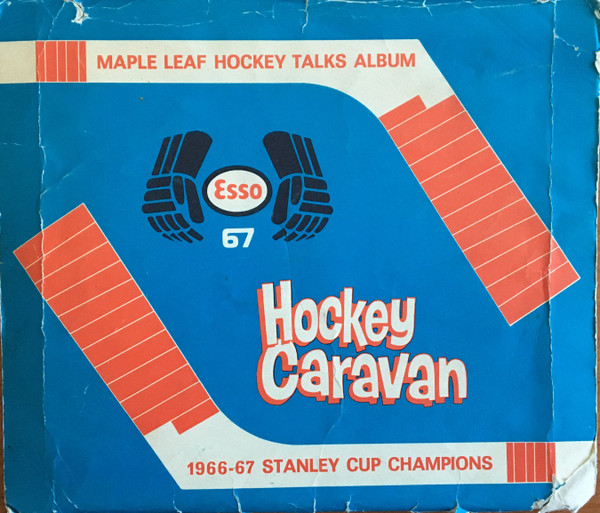 MAPLE LEAF HOCKEY TALKS ALBUM
Esso
67
Hockey
Caravan
1966-67 STANLEY CUP CHAMPIONS